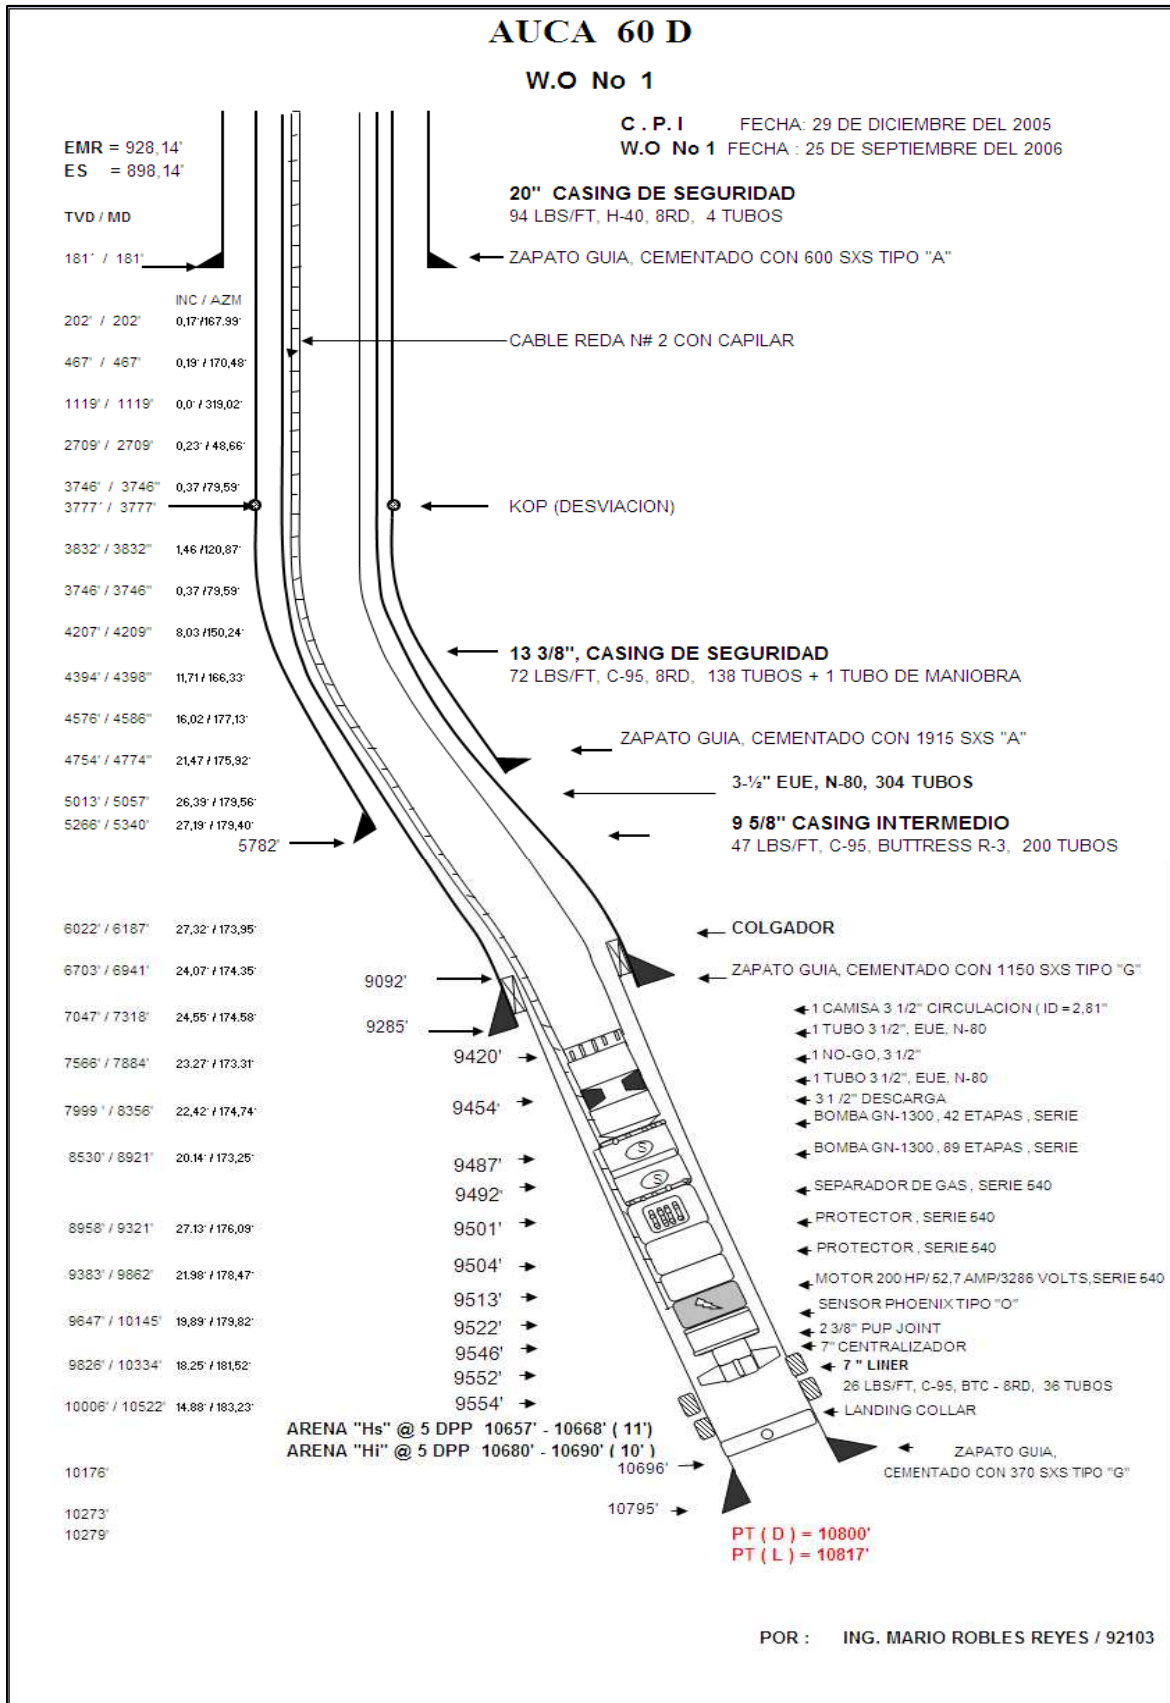 AUCA 60 D
W.O No 1
C . P. I FECHA: 29 DE DICIEMBRE DEL 2005
W.O No 1 FECHA : 25 DE SEPTIEMBRE DEL 2006
EMR = 928,14'
ES = 898,14'
20" CASING DE SEGURIDAD
94 LBS/FT, H-40, 8RD, 4 TUBOS
TVD / MD
181' / 181'
ZAPATO GUIA, CEMENTADO CON 600 SXS TIPO "A"
INC / AZM
202' / 202' 0,17'/167.99'
CABLE REDA N# 2 CON CAPILAR
467' / 467' 0,19' / 170,48'
1119' / 1119' 0,0' / 319,02'
2709' / 2709' 0,23' / 48,66'
3746' / 3746" 0,37 /79,59'
3777' / 3777'
KOP (DESVIACION)
3832' / 3832" 1,46 /120,87'
3746' / 3746" 0,37 /79,59'
4207' / 4209" 8,03 /150,24'
13 3/8", CASING DE SEGURIDAD
72 LBS/FT, C-95, 8RD, 138 TUBOS + 1 TUBO DE MANIOBRA
4394' / 4398" 11,71 / 166,33'
4576' / 4586" 16,02 / 177,13'
ZAPATO GUIA, CEMENTADO CON 1915 SXS "A"
4754' / 4774" 21,47 / 175,92'
3-½" EUE, N-80, 304 TUBOS
5013' / 5057' 26,39' / 179,56'
5266' / 5340' 27,19' / 179,40'
9 5/8" CASING INTERMEDIO
47 LBS/FT, C-95, BUTTRESS R-3, 200 TUBOS
5782'
6022' / 6187' 27,32' / 173,95'
COLGADOR
6703' / 6941' 24,07' / 174,35'
ZAPATO GUIA, CEMENTADO CON 1150 SXS TIPO "G"
9092'
7047' / 7318' 24,55' / 174.58'
1 CAMISA 3 1/2" CIRCULACION ( ID = 2,81"
9285'
1 TUBO 3 1/2", EUE, N-80
9420'
1 NO-GO, 3 1/2"
7566' / 7884' 23.27' / 173.31'
1 TUBO 3 1/2", EUE, N-80
3 1 /2" DESCARGA
7999 ' / 8356' 22,42' / 174,74'
9454'
BOMBA GN-1300 , 42 ETAPAS , SERIE
BOMBA GN-1300 , 89 ETAPAS , SERIE
8530' / 8921' 20.14' / 173,25'
9487'
9492'
SEPARADOR DE GAS , SERIE 540
PROTECTOR , SERIE 540
8958' / 9321' 27.13' / 176,09'
9501'
PROTECTOR , SERIE 540
9504'
9383' / 9862' 21.98' / 178,47'
MOTOR 200 HP/ 52,7 AMP/3286 VOLTS,SERIE 540
9513'
SENSOR PHOENIX TIPO "O"
9647' / 10145' 19,89' / 179,82'
9522'
2 3/8" PUP JOINT
9546'
7" CENTRALIZADOR
9826' / 10334' 18.25' / 181,52'
7 " LINER
9552'
26 LBS/FT, C-95, BTC - 8RD, 36 TUBOS
10006' / 10522' 14.88' / 183,23'
9554'
LANDING COLLAR
ARENA "Hs" @ 5 DPP 10657' - 10668' ( 11')
ARENA "Hi" @ 5 DPP 10680' - 10690' ( 10' )
ZAPATO GUIA,
CEMENTADO CON 370 SXS TIPO "G"
10176'
10696'
10273'
10795'
10279'
PT ( D ) = 10800'
PT ( L ) = 10817'
POR : ING. MARIO ROBLES REYES / 92103